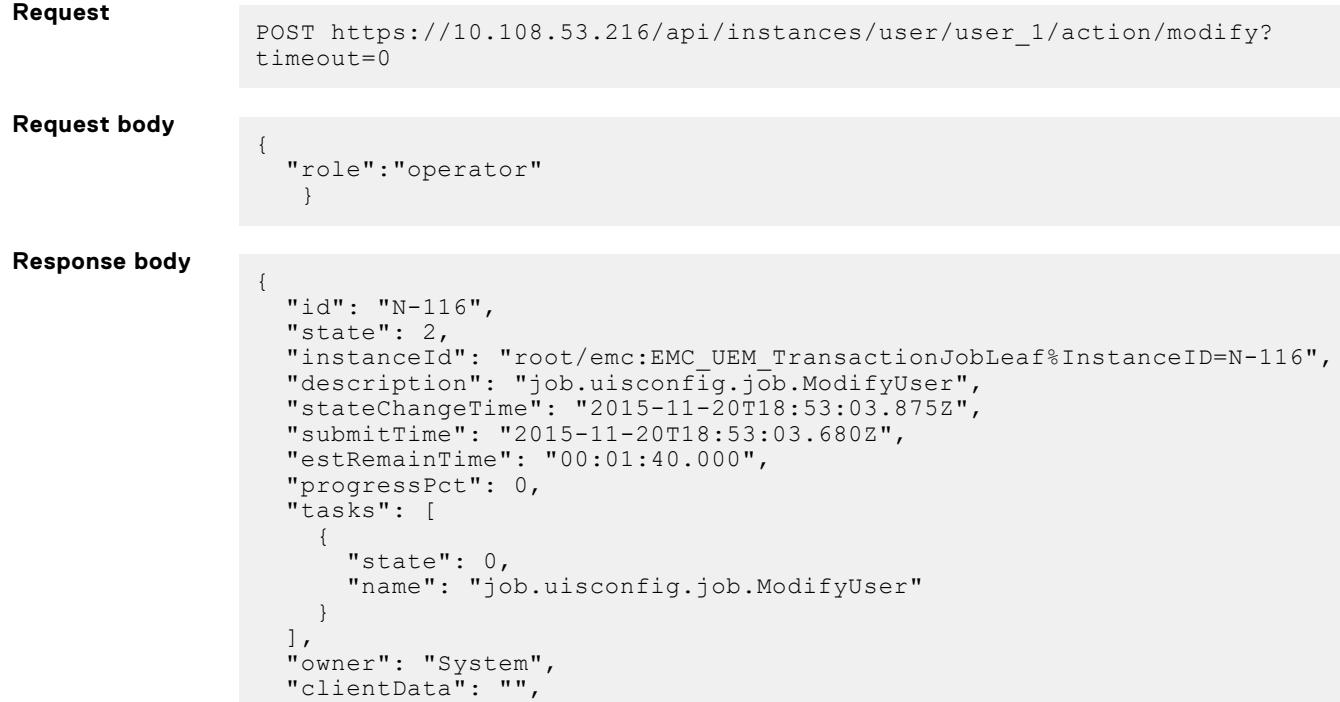 Request
POST https://10.108.53.216/api/instances/user/user_1/action/modify?
timeout=0
Request body
{
  "role":"operator"
   }
Response body
{
  "id": "N-116",
  "state": 2,
  "instanceId": "root/emc:EMC_UEM_TransactionJobLeaf%InstanceID=N-116",
  "description": "job.uisconfig.job.ModifyUser",
  "stateChangeTime": "2015-11-20T18:53:03.875Z",
  "submitTime": "2015-11-20T18:53:03.680Z",
  "estRemainTime": "00:01:40.000",
  "progressPct": 0,
  "tasks": [
    {
      "state": 0,
      "name": "job.uisconfig.job.ModifyUser"
    }
  ],
  "owner": "System",
  "clientData": "",